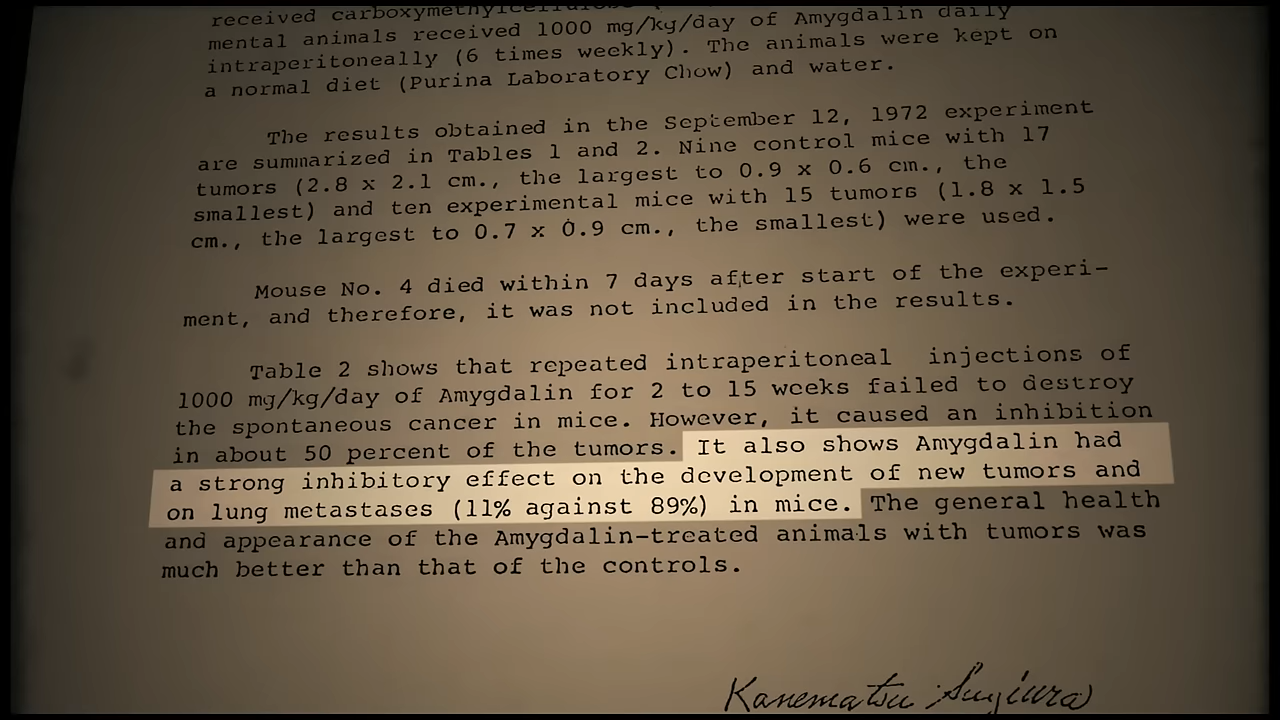 received carboxymethylcellulose
mental animals received 1000 mg/kg/day of Amygdalin daily
intraperitoneally (6 times weekly). The animals were kept on
a normal diet (Purina Laboratory Chow) and water.
The results obtained in the September 12, 1972 experiment
are summarized in Tables 1 and 2. Nine control mice with 17
tumors (2.8 x 2.1 cm., the largest to 0.9 x 0.6 cm., the
smallest) and ten experimental mice with 15 tumors (1.8 x 1.5
cm., the largest to 0.7 x 0.9 cm., the smallest) were used.
Mouse No. 4 died within 7 days after start of the experi-
ment, and therefore, it was not included in the results.
Table 2 shows that repeated intraperitoneal injections of
1000 mg/kg/day of Amygdalin for 2 to 15 weeks failed to destroy
the spontaneous cancer in mice. However, it caused an inhibition
in about 50 percent of the tumors. It also shows Amygdalin had
a strong inhibitory effect on the development of new tumors and
on lung metastases (11% against 89%) in mice. The general health
and appearance of the Amygdalin-treated animals with tumors was
much better than that of the controls.
Kanematsu Sugiura